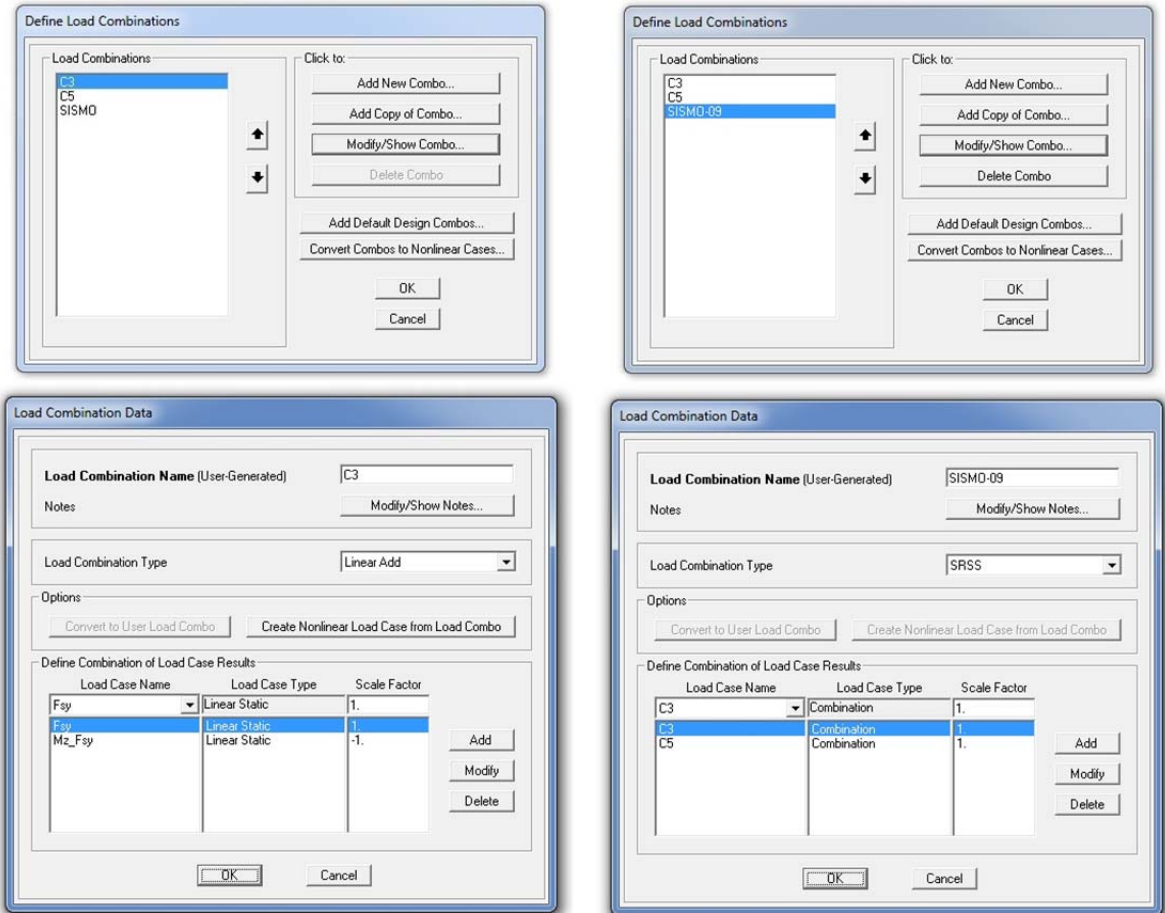 Define Load Combinations
Load Combinations
C3
C5
SISMO
Click to:
Add New Combo...
Add Copy of Combo...
Modify/Show Combo...
Delete Combo
Add Default Design Combos...
Convert Combos to Nonlinear Cases...
OK
Cancel
Define Load Combinations
Load Combinations
C3
C5
SISMO-09
Click to:
Add New Combo...
Add Copy of Combo...
Modify/Show Combo...
Delete Combo
Add Default Design Combos...
Convert Combos to Nonlinear Cases...
OK
Cancel
Load Combination Data
Load Combination Name (User-Generated) C3
Notes Modify/Show Notes...
Load Combination Type Linear Add
Options
Convert to User Load Combo Create Nonlinear Load Case from Load Combo
Define Combination of Load Case Results
Load Case Name Load Case Type Scale Factor
Fsy Linear Static 1.
Fsy Linear Static 1.
Mz_Fsy Linear Static -1.
Add
Modify
Delete
OK Cancel
Load Combination Data
Load Combination Name (User-Generated) SISMO-09
Notes Modify/Show Notes...
Load Combination Type SRSS
Options
Convert to User Load Combo Create Nonlinear Load Case from Load Combo
Define Combination of Load Case Results
Load Case Name Load Case Type Scale Factor
C3 Combination 1.
C3 Combination 1.
C5 Combination 1.
Add
Modify
Delete
OK Cancel